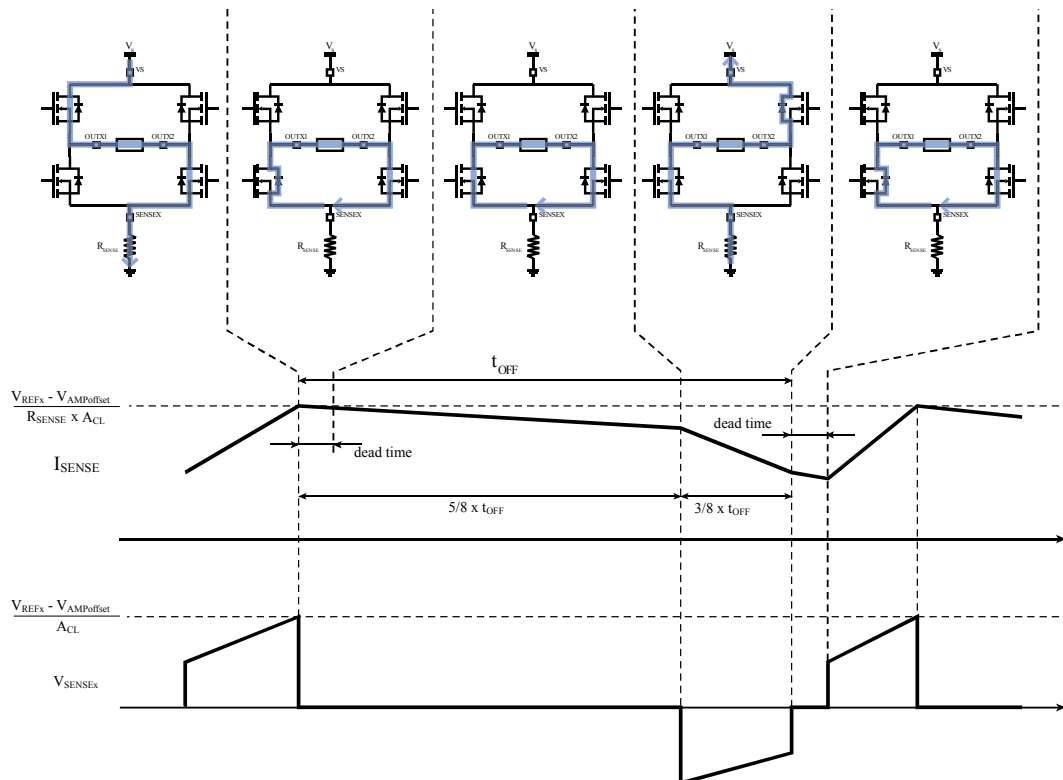 Vs Vs Vs Vs Vs
VS VS VS VS VS
OUTX1 OUTX2 OUTX1 OUTX2 OUTX1 OUTX2 OUTX1 OUTX2 OUTX1 OUTX2
SENSEX SENSEX SENSEX SENSEX SENSEX
RSENSE RSENSE RSENSE RSENSE RSENSE
tOFF
VREFx - VAMPoffset
RSENSE x ACL
dead time
dead time
ISENSE
5/8 x tOFF
3/8 x tOFF
VREFx - VAMPoffset
ACL
VSENSEx